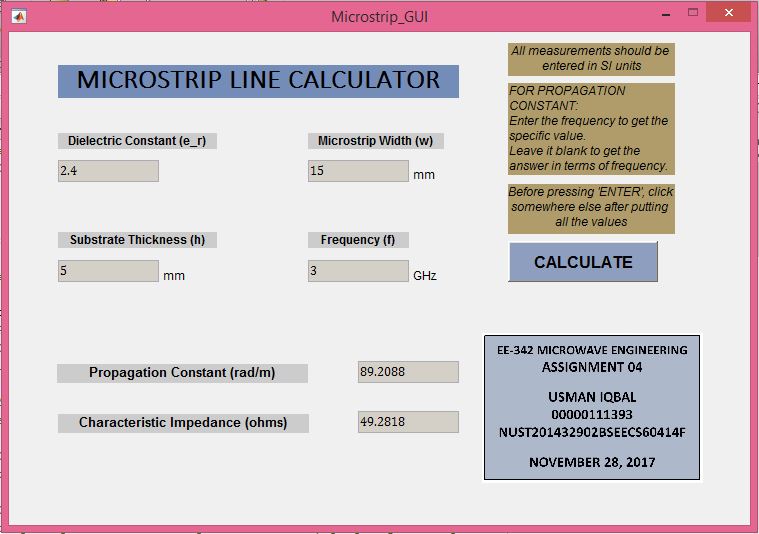 Microstrip_GUI
MICROSTRIP LINE CALCULATOR
All measurements should be
entered in SI units
FOR PROPAGATION
CONSTANT:
Enter the frequency to get the
specific value.
Leave it blank to get the
answer in terms of frequency.
Before pressing 'ENTER', click
somewhere else after putting
all the values
Dielectric Constant (e_r)
2.4
Microstrip Width (w)
15 mm
Substrate Thickness (h)
5 mm
Frequency (f)
3 GHz
CALCULATE
Propagation Constant (rad/m) 89.2088
Characteristic Impedance (ohms) 49.2818
EE-342 MICROWAVE ENGINEERING
ASSIGNMENT 04
USMAN IQBAL
00000111393
NUST201432902BSEECS60414F
NOVEMBER 28, 2017